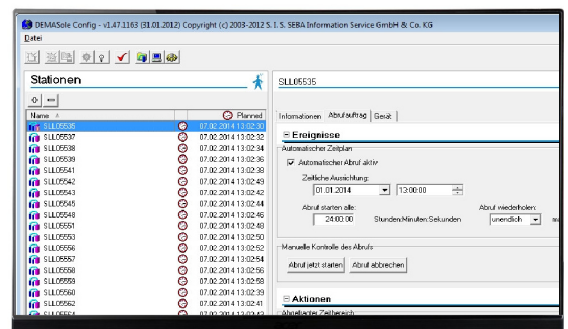 DEMASole Config - v1.47.1163 (31.01.2012) Copyright (c) 2003-2012 S. I. S. SEBA Information Service GmbH & Co. KG
Datei
Stationen
Name
Planned
SLL05535 07.02.2014 13:02:30
SLL05537 07.02.2014 13:02:32
SLL05538 07.02.2014 13:02:34
SLL05539 07.02.2014 13:02:36
SLL05541 07.02.2014 13:02:38
SLL05542 07.02.2014 13:02:49
SLL05543 07.02.2014 13:02:42
SLL05545 07.02.2014 13:02:44
SLL05548 07.02.2014 13:02:46
SLL05551 07.02.2014 13:02:48
SLL05553 07.02.2014 13:02:50
SLL05556 07.02.2014 13:02:52
SLL05557 07.02.2014 13:02:54
SLL05558 07.02.2014 13:02:56
SLL05559 07.02.2014 13:02:58
SLL05560 07.02.2014 13:02:39
SLL05562 07.02.2014 13:02:41
SLL05535
Informationen Abrufauftrag Gerät
Ereignisse
Automatischer Zeitplan
Automatischer Abruf aktiv
Zeitliche Ausrichtung:
01.01.2014 13:00:00
Abruf starten alle: Abruf wiederholen:
24:00:00 Stunden:Minuten:Sekunden unendlich
Manuelle Kontrolle des Abrufs
Abruf jetzt starten Abruf abbrechen
Aktionen
Abgefragter Zeitbereich